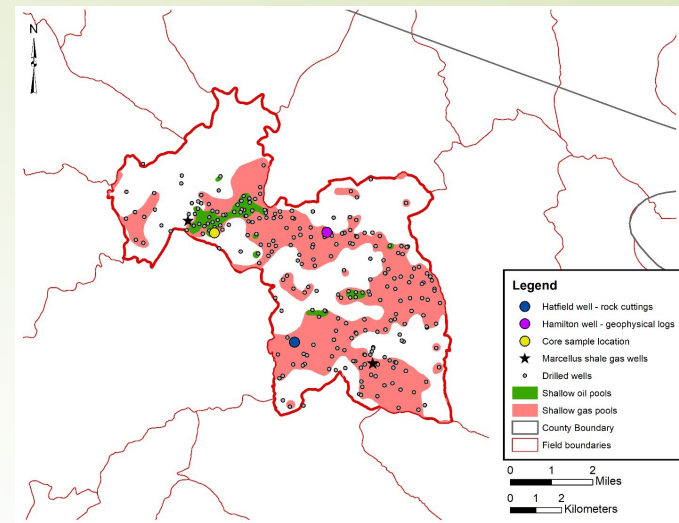 N
Legend
Hatfield well - rock cuttings
Hamilton well - geophysical logs
Core sample location
Marcellus shale gas wells
Drilled wells
Shallow oil pools
Shallow gas pools
County Boundary
Field boundaries
0 1 2
Miles
0 1 2
Kilometers